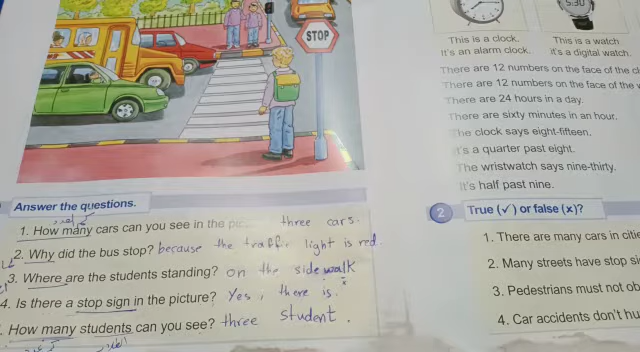 STOP
Answer the questions.
1. How many cars can you see in the three cars.
2. Why did the bus stop? because the traffic light is red
3. Where are the students standing? on the side walk
4. Is there a stop sign in the picture? Yes, there is.
How many students can you see? three student.
5:30
This is a clock.
It's an alarm clock.
This is a watch
it's a digital watch.
There are 12 numbers on the face of the
There are 12 numbers on the face of the
There are 24 hours in a day.
There are sixty minutes in an hour.
The clock says eight-fifteen.
It's a quarter past eight.
The wristwatch says nine-thirty.
It's half past nine.
2 True (✓) or false (x)?
1. There are many cars in
2. Many streets have stop
3. Pedestrians must not
4. Car accidents don't